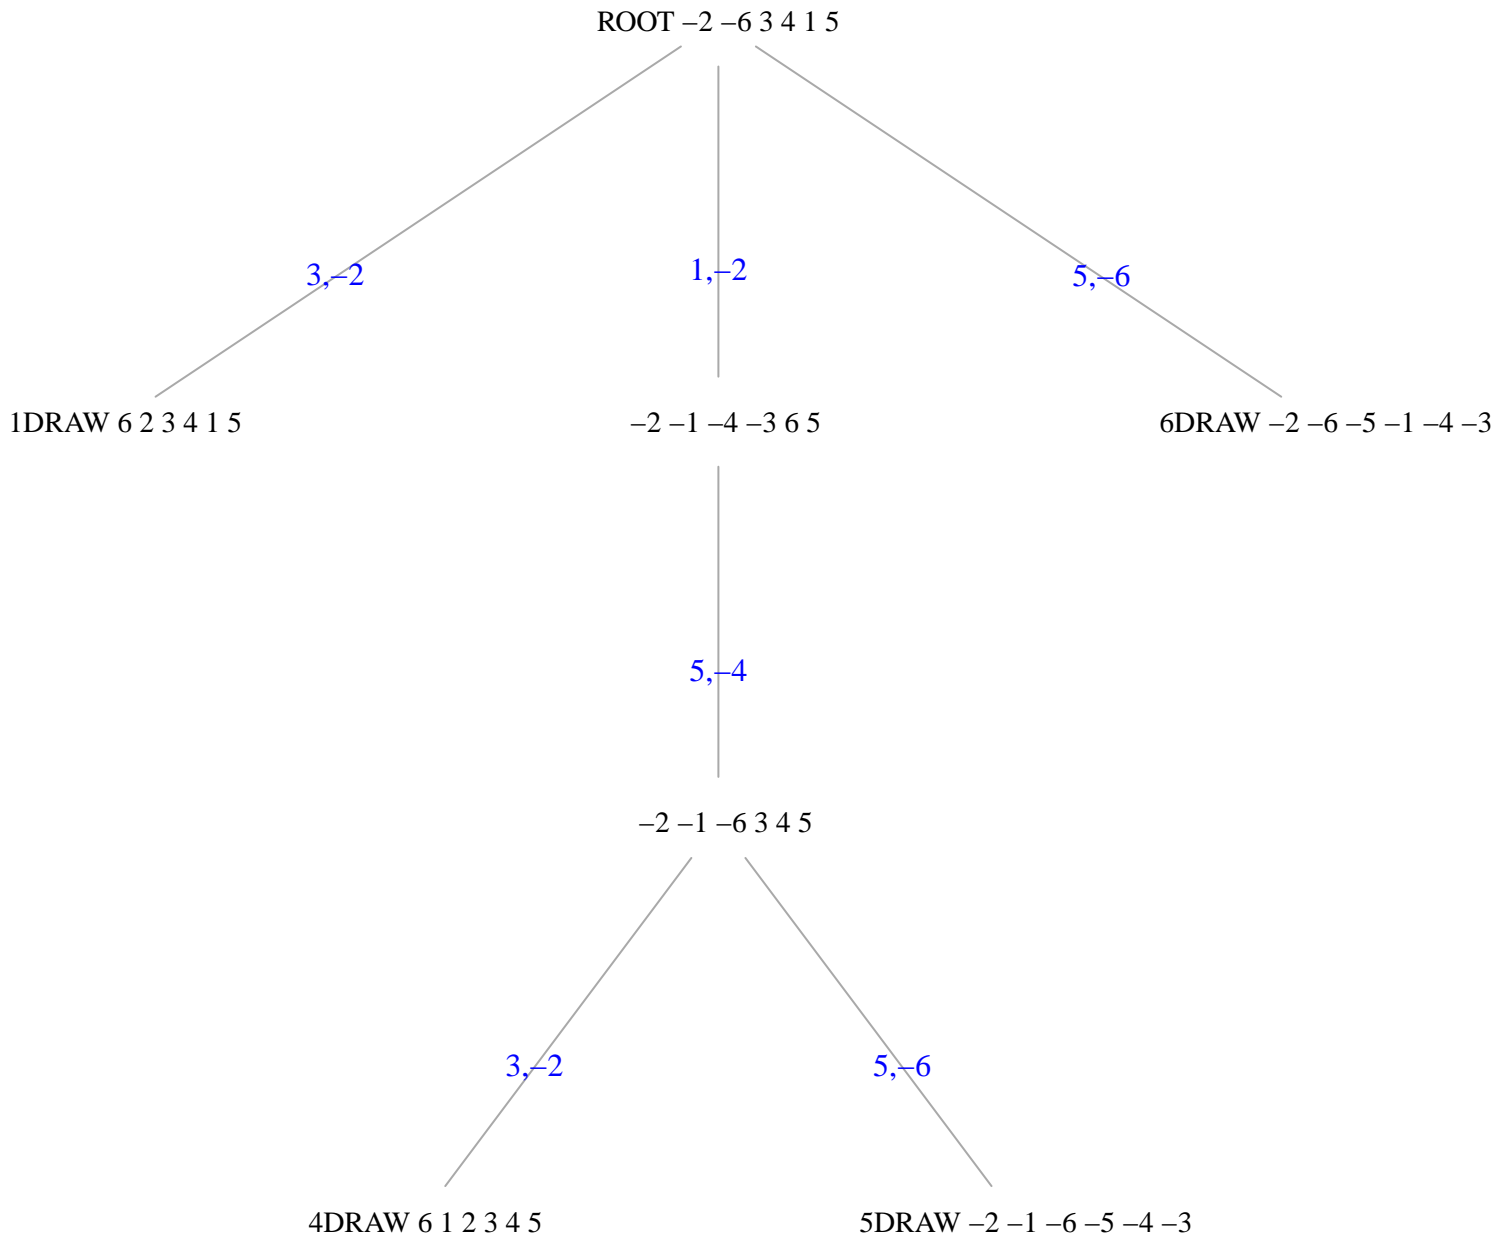 ROOT –2 –6 3 4 1 5
3,–2
1,–2
5,–6
1DRAW 6 2 3 4 1 5
–2 –1 –4 –3 6 5
6DRAW –2 –6 –5 –1 –4 –3
5,–4
–2 –1 –6 3 4 5
3,–2
5,–6
4DRAW 6 1 2 3 4 5
5DRAW –2 –1 –6 –5 –4 –3